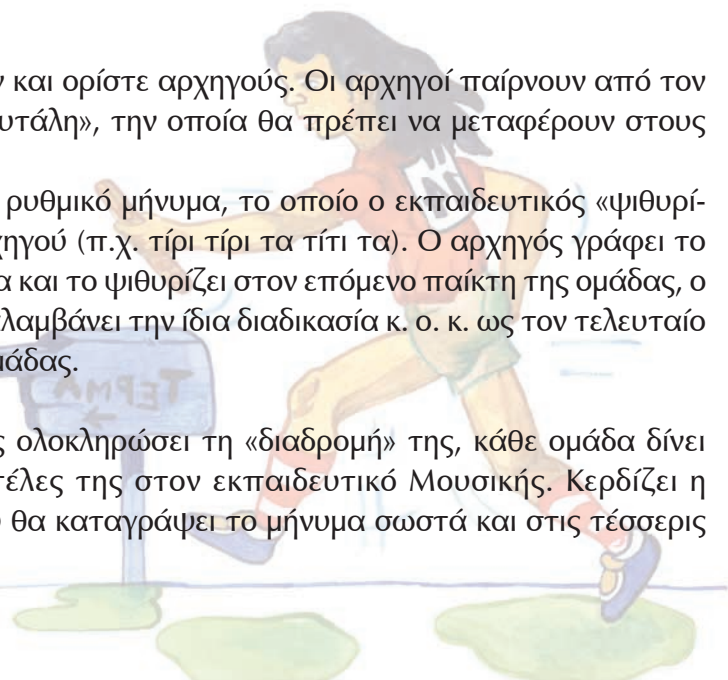 ν και ορίστε αρχηγούς. Οι αρχηγοί παίρνουν από τον
υτάλη», την οποία θα πρέπει να μεταφέρουν στους
ρυθμικό μήνυμα, το οποίο ο εκπαιδευτικός «ψιθυρί-
χηγού (π.χ. τίρι τίρι τα τίτι τα). Ο αρχηγός γράφει το
α και το ψιθυρίζει στον επόμενο παίκτη της ομάδας, ο
λαμβάνει την ίδια διαδικασία κ. ο. κ. ως τον τελευταίο
μάδας.
ΤΕΡΜΑ
ς ολοκληρώσει τη «διαδρομή» της, κάθε ομάδα δίνει
τέλες της στον εκπαιδευτικό Μουσικής. Κερδίζει η
θα καταγράψει το μήνυμα σωστά και στις τέσσερις